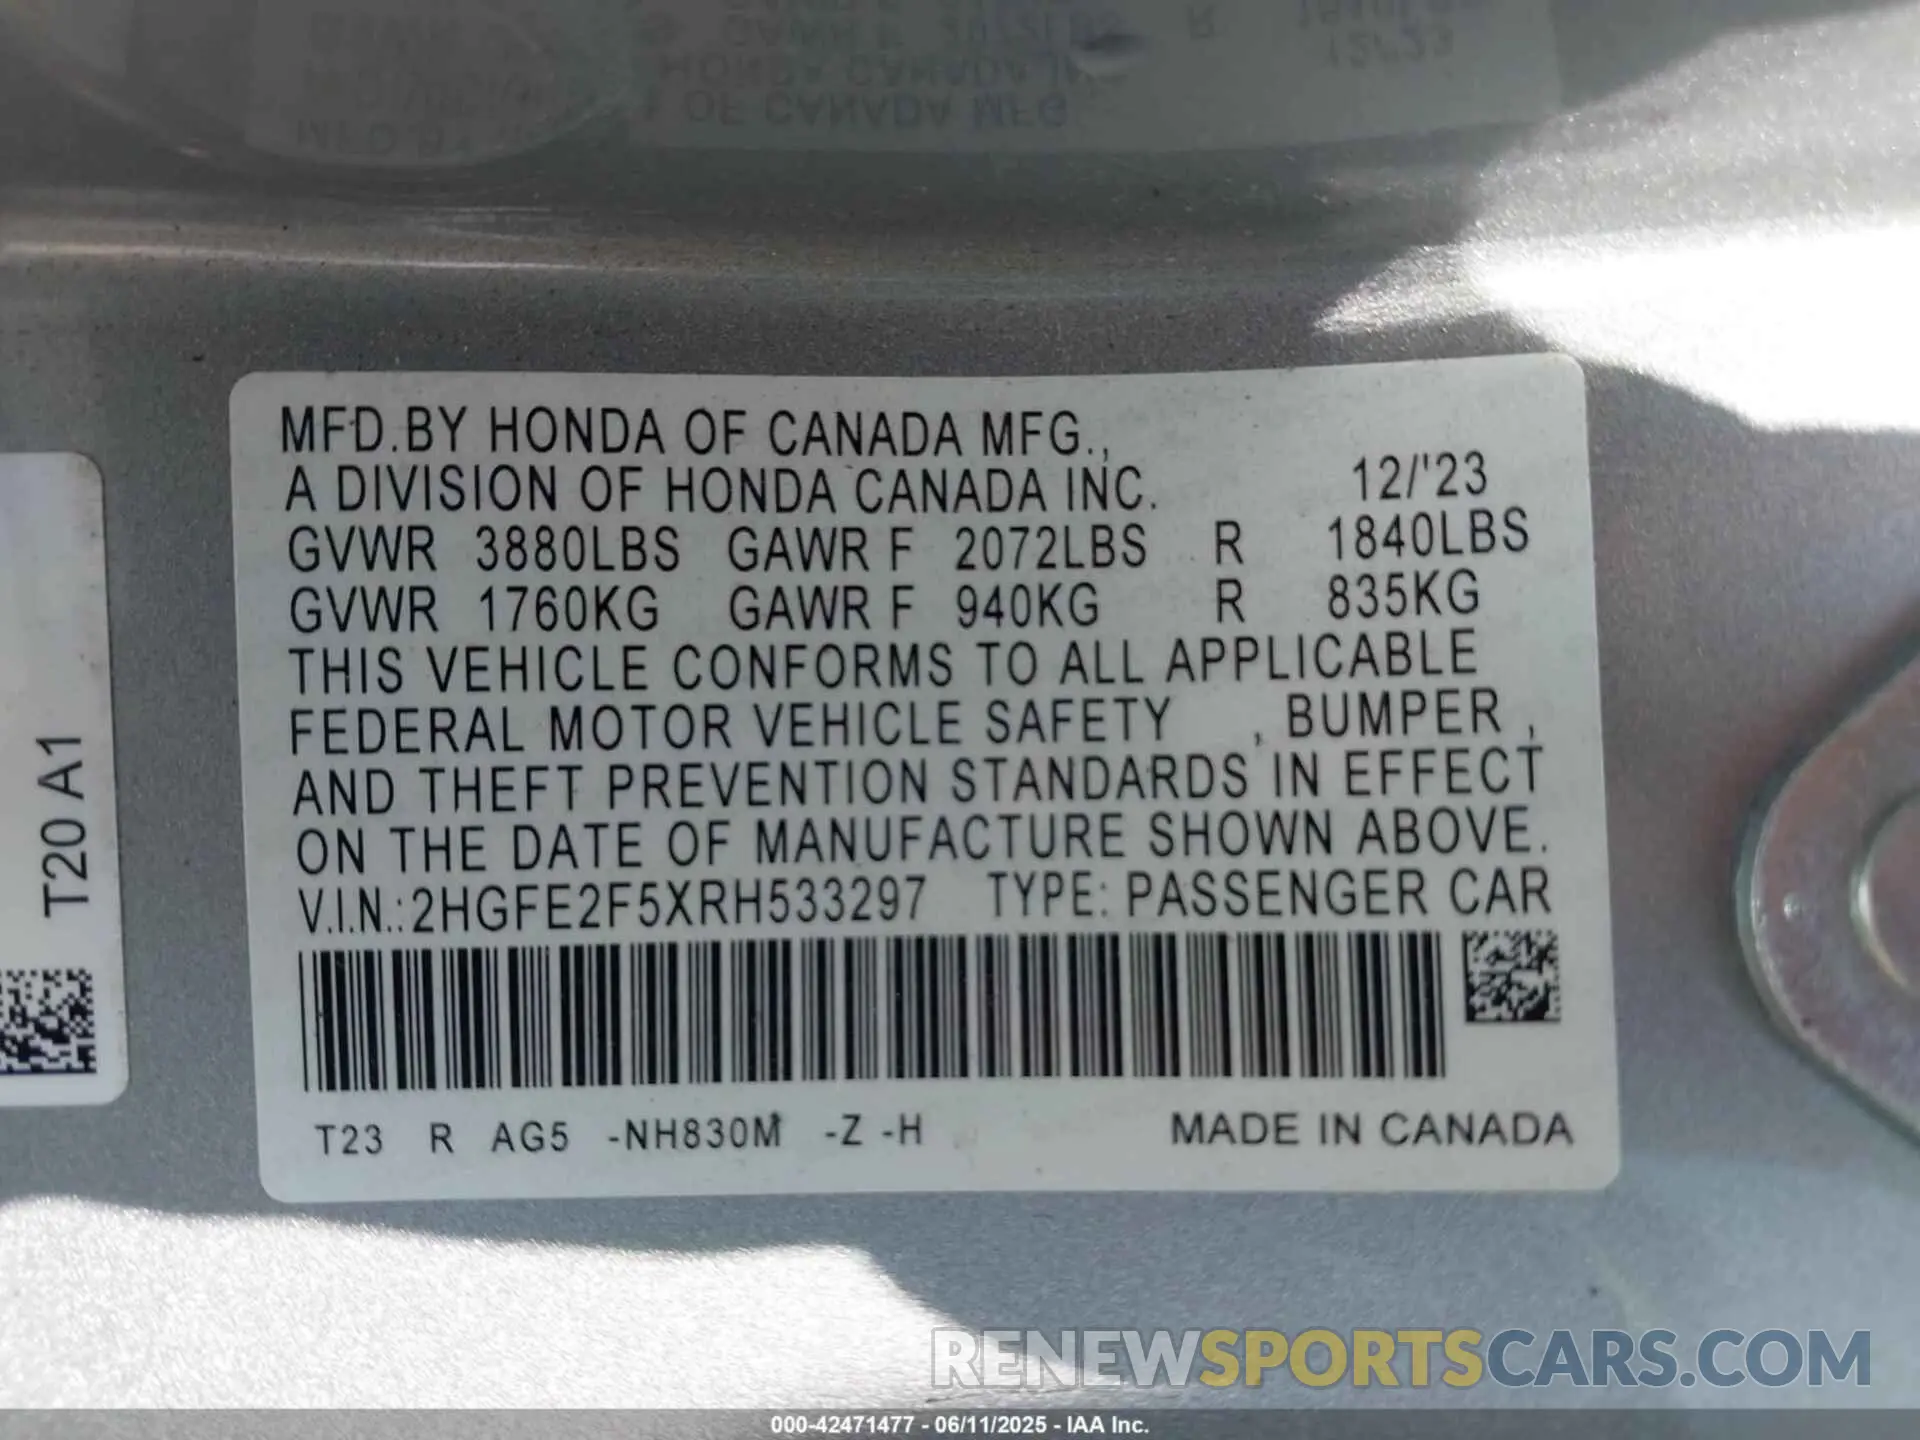 MFD.BY HONDA OF CANADA MFG.,
A DIVISION OF HONDA CANADA INC. 12/'23
GVWR 3880LBS GAWR F 2072LBS R 1840LBS
GVWR 1760KG GAWR F 940KG R 835KG
THIS VEHICLE CONFORMS TO ALL APPLICABLE
FEDERAL MOTOR VEHICLE SAFETY , BUMPER ,
AND THEFT PREVENTION STANDARDS IN EFFECT
ON THE DATE OF MANUFACTURE SHOWN ABOVE.
V.I.N.:2HGFE2F5XRH533297 TYPE: PASSENGER CAR
T23 R AG5 -NH830M -Z -H MADE IN CANADA
T20 A1
RENEWSPORTSCARS.COM
000-42471477 - 06/11/2025 - IAA Inc.